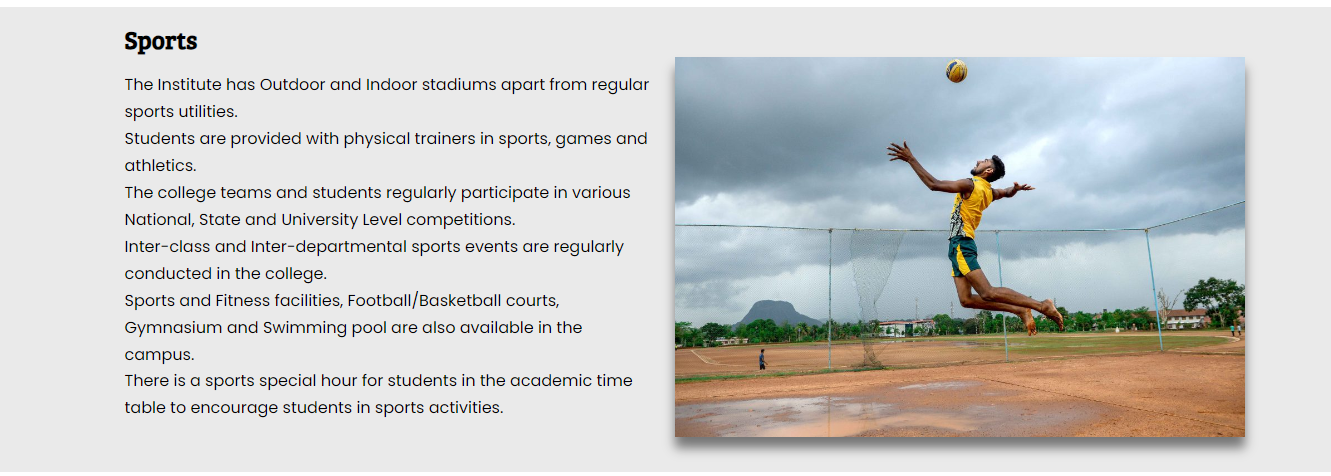 Sports
The Institute has Outdoor and Indoor stadiums apart from regular
sports utilities.
Students are provided with physical trainers in sports, games and
athletics.
The college teams and students regularly participate in various
National, State and University Level competitions.
Inter-class and Inter-departmental sports events are regularly
conducted in the college.
Sports and Fitness facilities, Football/Basketball courts,
Gymnasium and Swimming pool are also available in the
campus.
There is a sports special hour for students in the academic time
table to encourage students in sports activities.